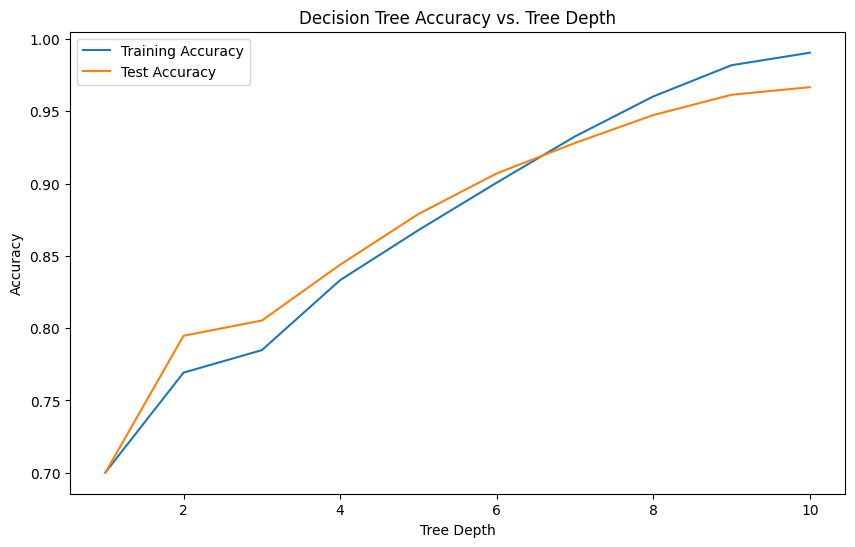 Decision Tree Accuracy vs. Tree Depth
Training Accuracy
Test Accuracy
1.00
0.95
0.90
0.85
0.80
0.75
0.70
Accuracy
2 4 6 8 10
Tree Depth